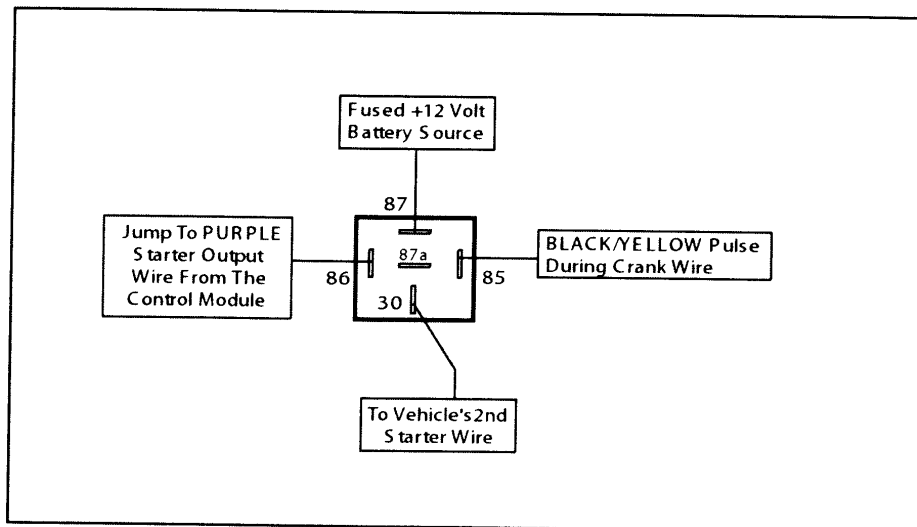 Fused +12 Volt
Battery Source
87
Jump To PURPLE
Starter Output
Wire From The
Control Module
86
87a
85
BLACK/YELLOW Pulse
During Crank Wire
30
To Vehicle's 2nd
Starter Wire